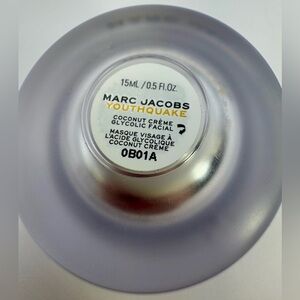 15ML / 0.5 FL.OZ.
MARC JACOBS
YOUTHQUAKE
COCONUT CRÈME
GLYCOLIC FACIAL
MASQUE VISAGE À
L'ACIDE GLYCOLIQUE
COCONUT CRÈME
0B01A